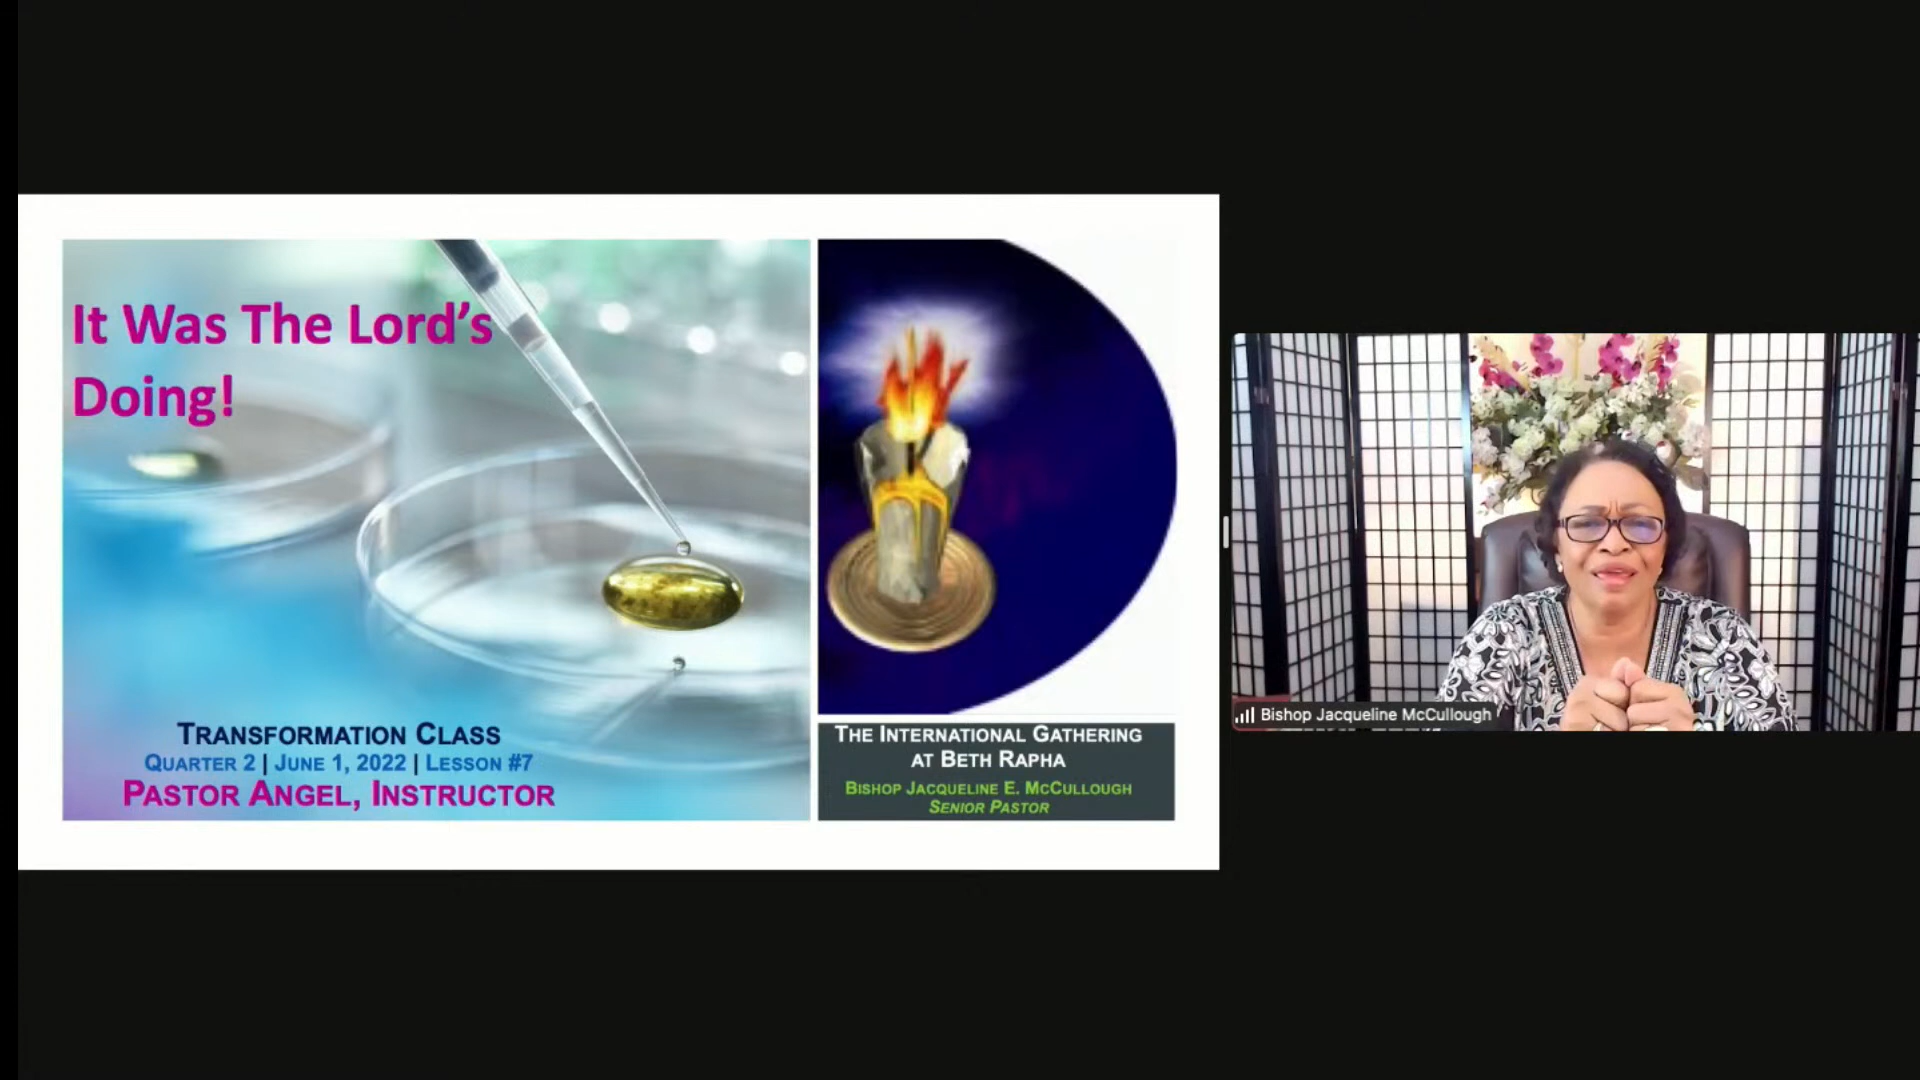 It Was The Lord's
Doing!
TRANSFORMATION CLASS
QUARTER 2 | JUNE 1, 2022 | LESSON #7
PASTOR ANGEL, INSTRUCTOR
THE INTERNATIONAL GATHERING
AT BETH RAPHA
BISHOP JACQUELINE E. MCCULLOUGH
SENIOR PASTOR
Bishop Jacqueline McCullough